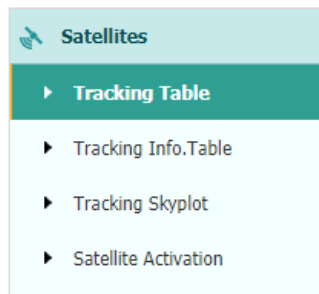 Satellites
Tracking Table
Tracking Info.Table
Tracking Skyplot
Satellite Activation